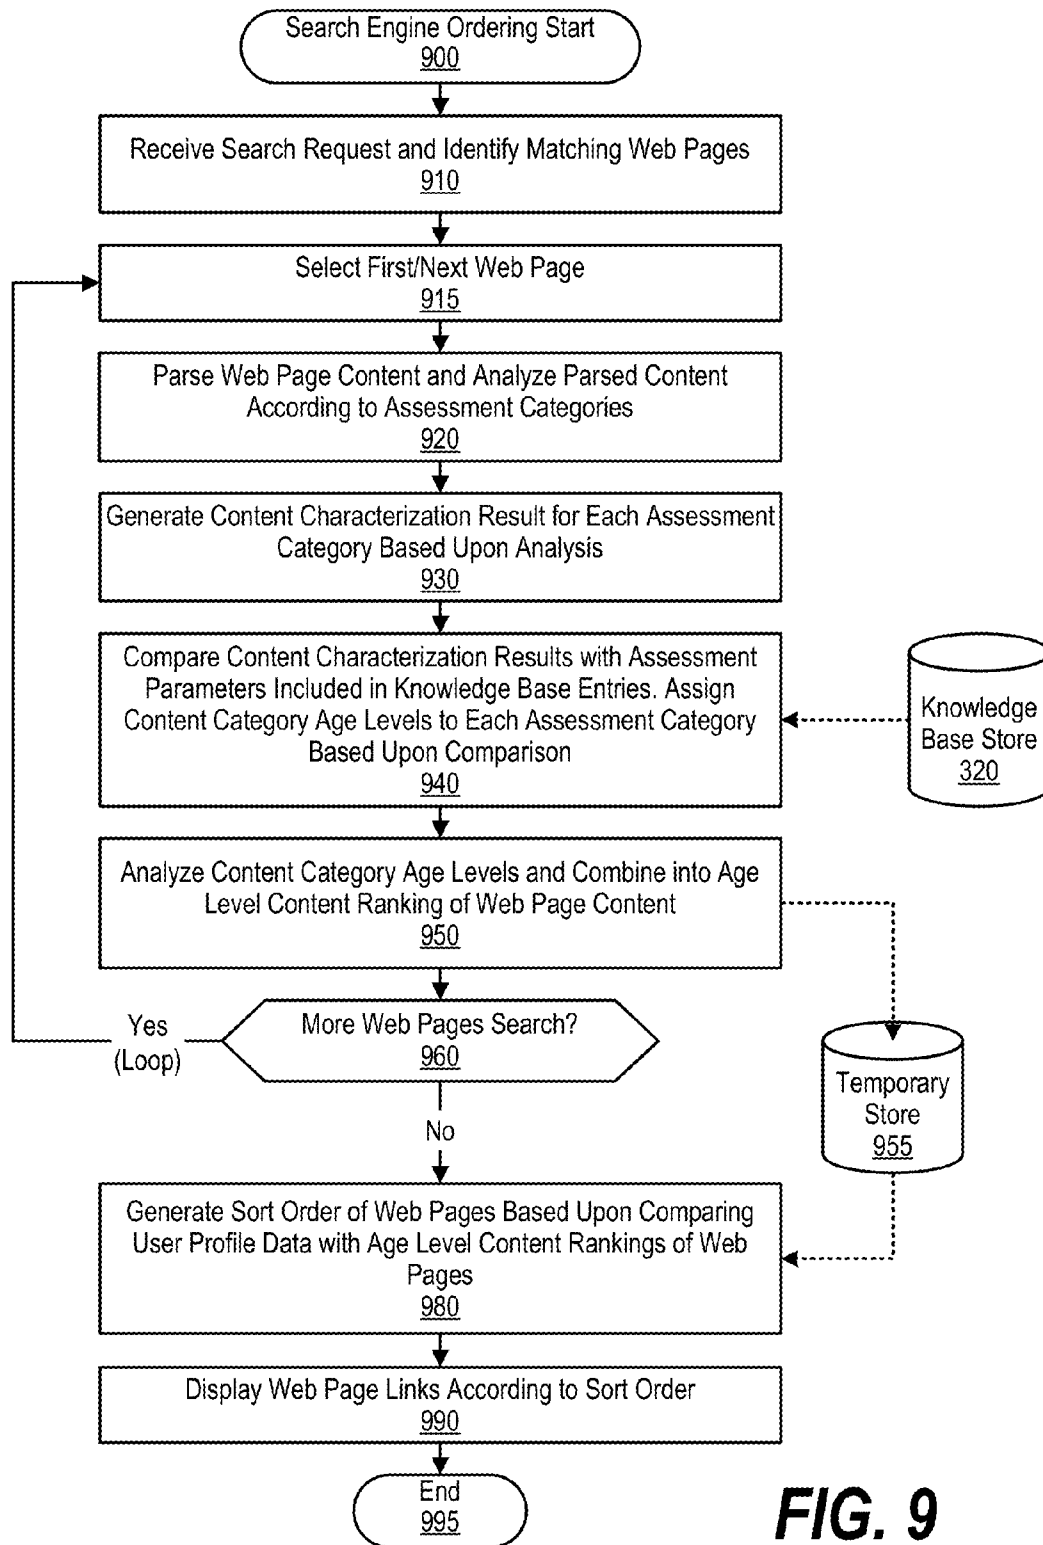 Search Engine Ordering Start
900
Receive Search Request and Identify Matching Web Pages
910
Select First/Next Web Page
915
Parse Web Page Content and Analyze Parsed Content
According to Assessment Categories
920
Generate Content Characterization Result for Each Assessment
Category Based Upon Analysis
930
Compare Content Characterization Results with Assessment
Parameters Included in Knowledge Base Entries. Assign
Content Category Age Levels to Each Assessment Category
Based Upon Comparison
940
Knowledge
Base Store
320
Analyze Content Category Age Levels and Combine into Age
Level Content Ranking of Web Page Content
950
More Web Pages Search?
960
Yes
(Loop)
No
Temporary
Store
955
Generate Sort Order of Web Pages Based Upon Comparing
User Profile Data with Age Level Content Rankings of Web
Pages
980
Display Web Page Links According to Sort Order
990
End
995
FIG. 9